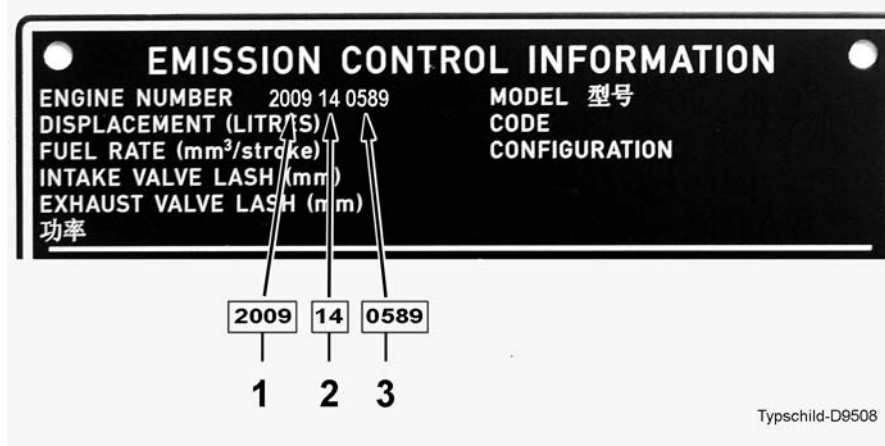 EMISSION CONTROL INFORMATION
ENGINE NUMBER 2009 14 0589
DISPLACEMENT (LITRES)
FUEL RATE (mm³/stroke)
INTAKE VALVE LASH (mm)
EXHAUST VALVE LASH (mm)
功率
MODEL 型号
CODE
CONFIGURATION
2009 14 0589
1 2 3
Typschild-D9508